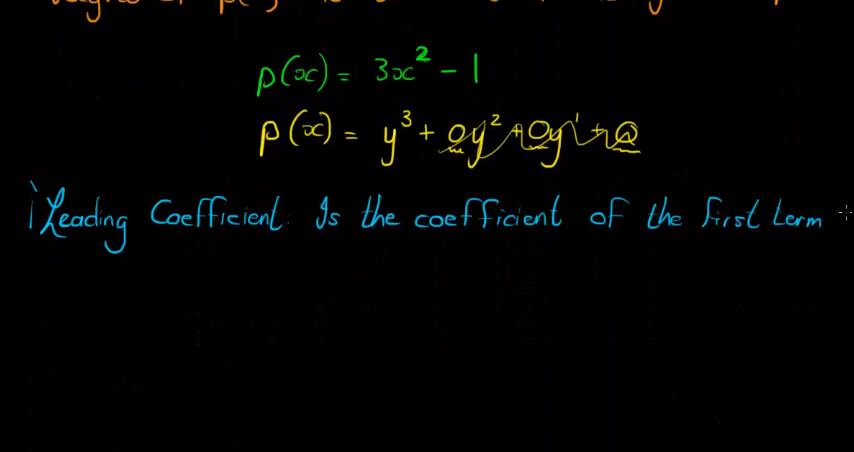 p(x) = 3x² - 1
p(x) = y³ + 0y² + 0y¹ + 0
Leading Coefficient. Is the coefficient of the first term